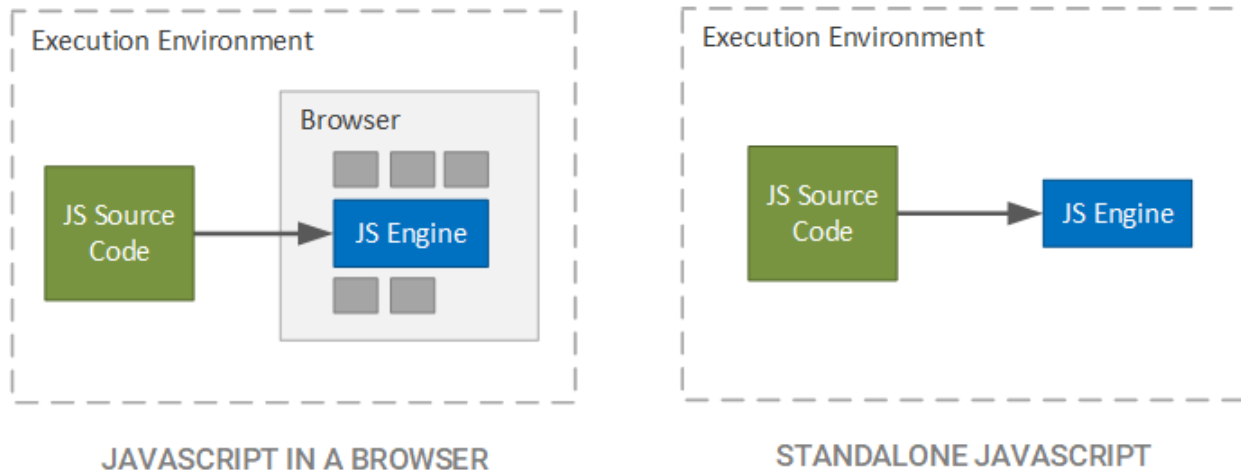 Execution Environment
Browser
JS Source
Code
JS Engine
JAVASCRIPT IN A BROWSER
Execution Environment
JS Source
Code
JS Engine
STANDALONE JAVASCRIPT